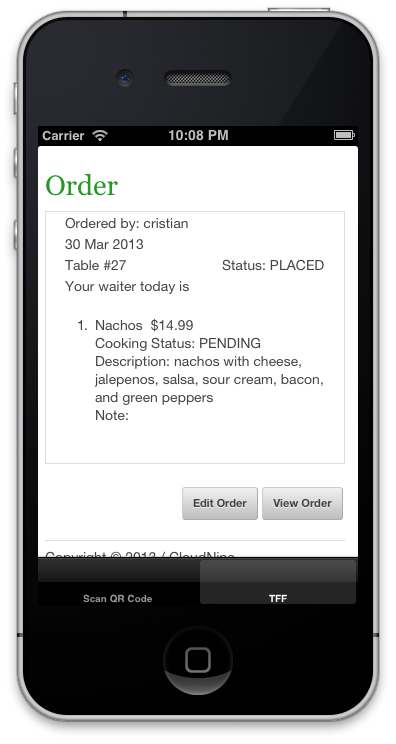 Carrier 10:08 PM
Order
Ordered by: cristian
30 Mar 2013
Table #27 Status: PLACED
Your waiter today is
1. Nachos $14.99
Cooking Status: PENDING
Description: nachos with cheese,
jalepenos, salsa, sour cream, bacon,
and green peppers
Note:
Edit Order View Order
Copyright © 2013 / CloudNine
Scan QR Code TFF